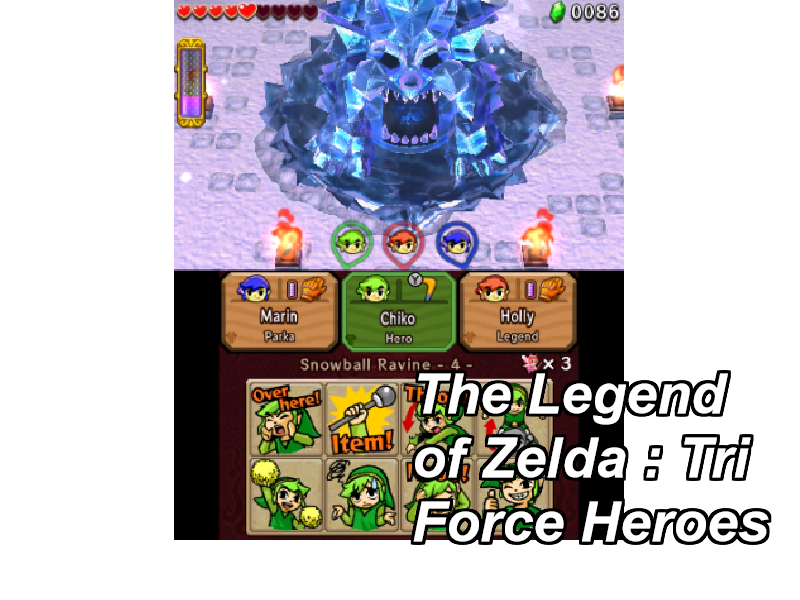 0086
Y
Marin
Chiko
Holly
Parka
Hero
Legend
Snowball Ravine - 4 -
× 3
Over here!
Item!
The Legend
of Zelda : Tri
Force Heroes